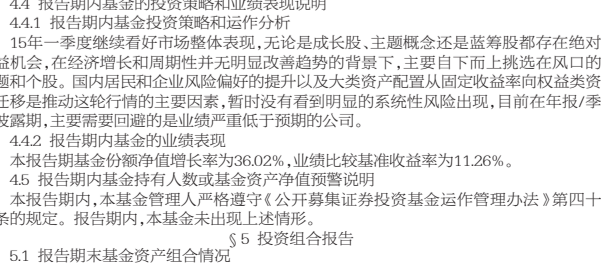 4.4 报告期内基金的投资策略和业绩表现说明
4.4.1 报告期内基金投资策略和运作分析
15年一季度继续看好市场整体表现,无论是成长股、主题概念还是蓝筹股都存在绝对
益机会,在经济增长和周期性并无明显改善趋势的背景下,主要自下而上挑选在风口的
题和个股。国内居民和企业风险偏好的提升以及大类资产配置从固定收益率向权益类资
迁移是推动这轮行情的主要因素,暂时没有看到明显的系统性风险出现,目前在年报/季
披露期,主要需要回避的是业绩严重低于预期的公司。
4.4.2 报告期内基金的业绩表现
本报告期基金份额净值增长率为36.02%,业绩比较基准收益率为11.26%。
4.5 报告期内基金持有人数或基金资产净值预警说明
本报告期内,本基金管理人严格遵守《公开募集证券投资基金运作管理办法》第四十
条的规定。报告期内,本基金未出现上述情形。
§5 投资组合报告
5.1 报告期末基金资产组合情况